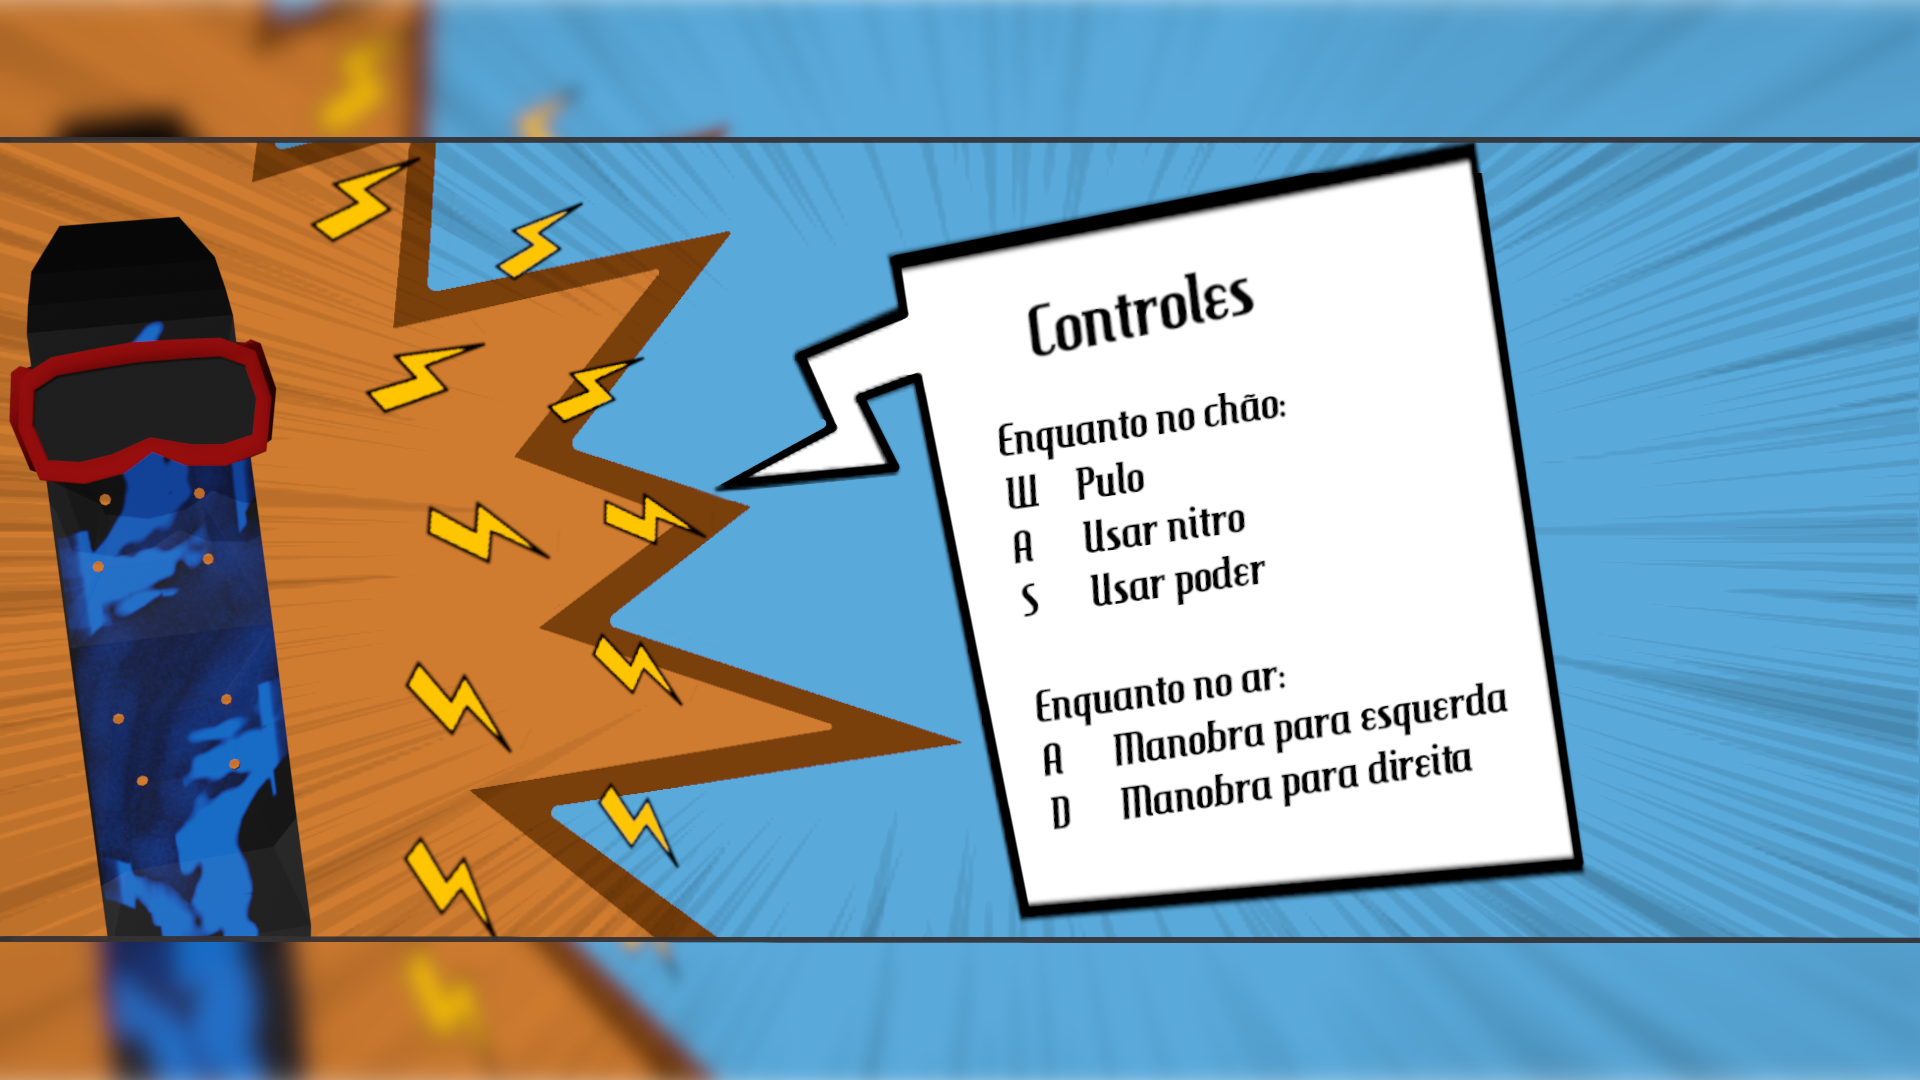 Controles
Enquanto no chão:
W Pulo
A Usar nitro
S Usar poder
Enquanto no ar:
A Manobra para esquerda
D Manobra para direita